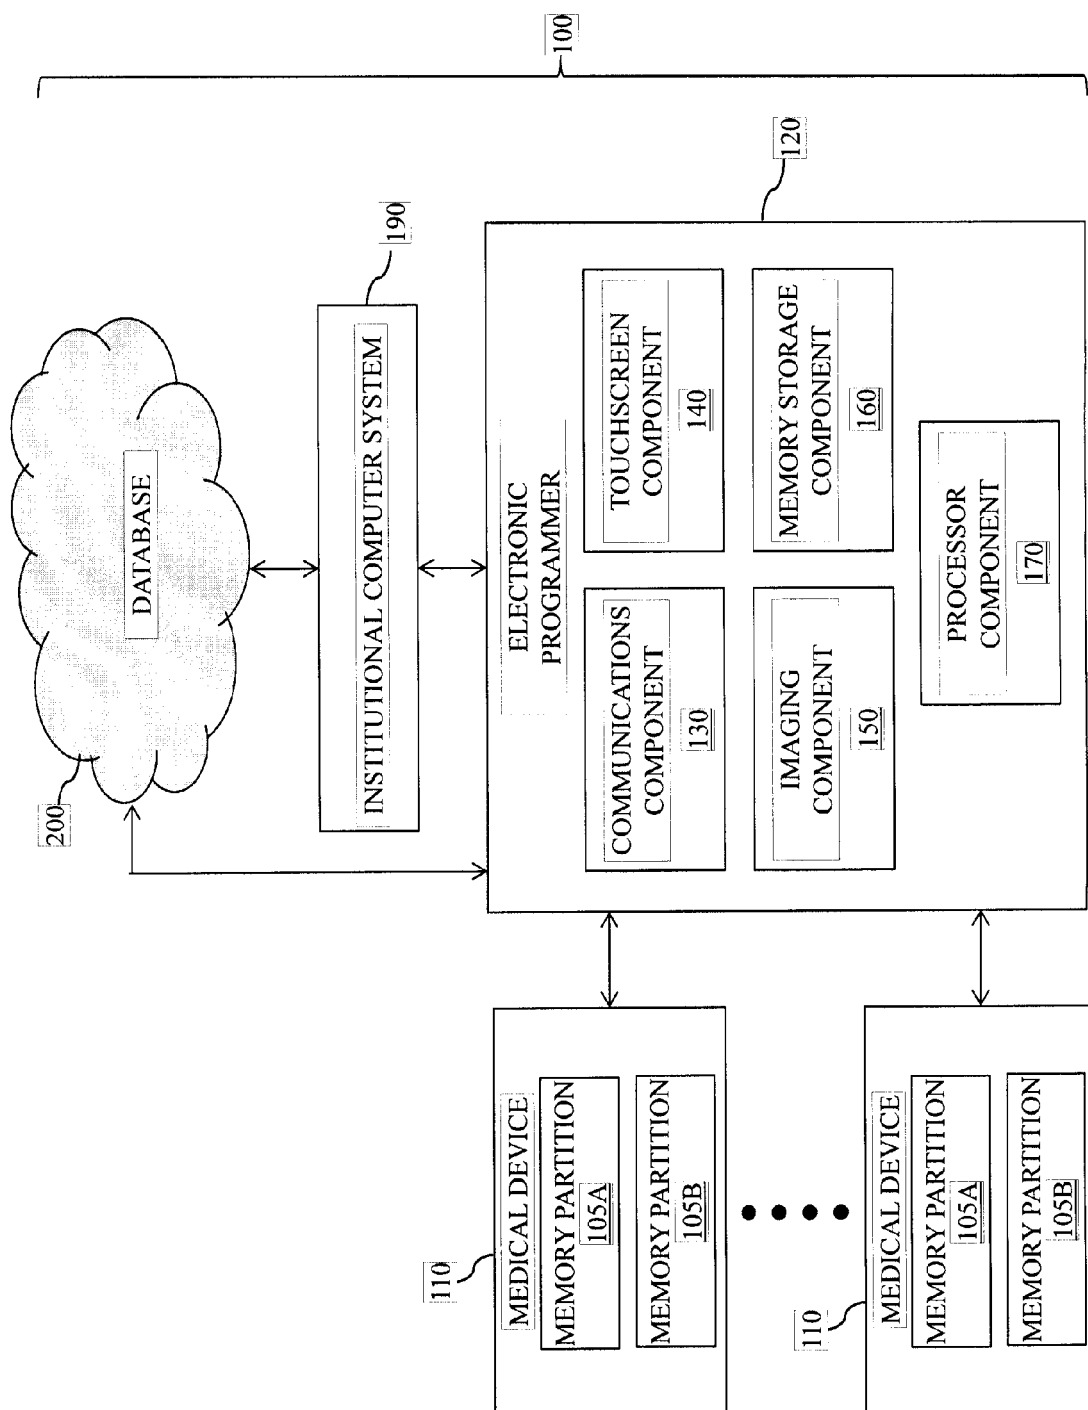 100
200
DATABASE
190
INSTITUTIONAL COMPUTER SYSTEM
120
ELECTRONIC
PROGRAMMER
COMMUNICATIONS
COMPONENT
130
TOUCHSCREEN
COMPONENT
140
IMAGING
COMPONENT
150
MEMORY STORAGE
COMPONENT
160
PROCESSOR
COMPONENT
170
110
MEDICAL DEVICE
MEMORY PARTITION
105A
MEMORY PARTITION
105B
110
MEDICAL DEVICE
MEMORY PARTITION
105A
MEMORY PARTITION
105B